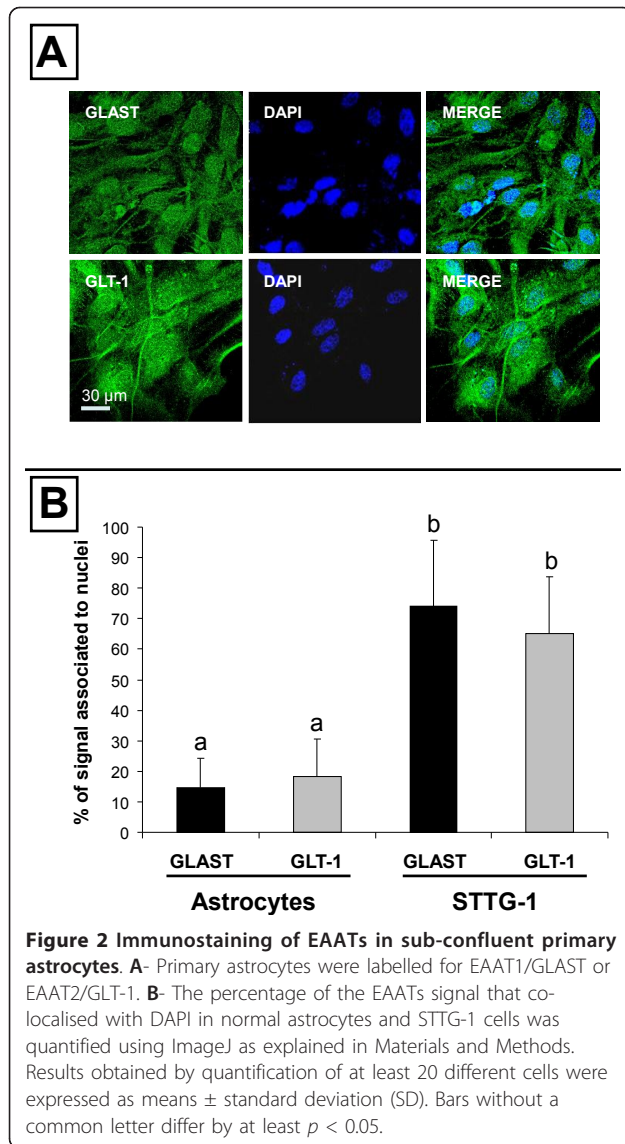 A
GLAST
DAPI
MERGE
GLT-1
DAPI
MERGE
30 µm
B
% of signal associated to nuclei
100
90
80
70
60
50
40
30
20
10
0
a
a
b
b
GLAST
GLT-1
GLAST
GLT-1
Astrocytes
STTG-1
Figure 2 Immunostaining of EAATs in sub-confluent primary
astrocytes. A- Primary astrocytes were labelled for EAAT1/GLAST or
EAAT2/GLT-1. B- The percentage of the EAATs signal that co-
localised with DAPI in normal astrocytes and STTG-1 cells was
quantified using ImageJ as explained in Materials and Methods.
Results obtained by quantification of at least 20 different cells were
expressed as means ± standard deviation (SD). Bars without a
common letter differ by at least p < 0.05.